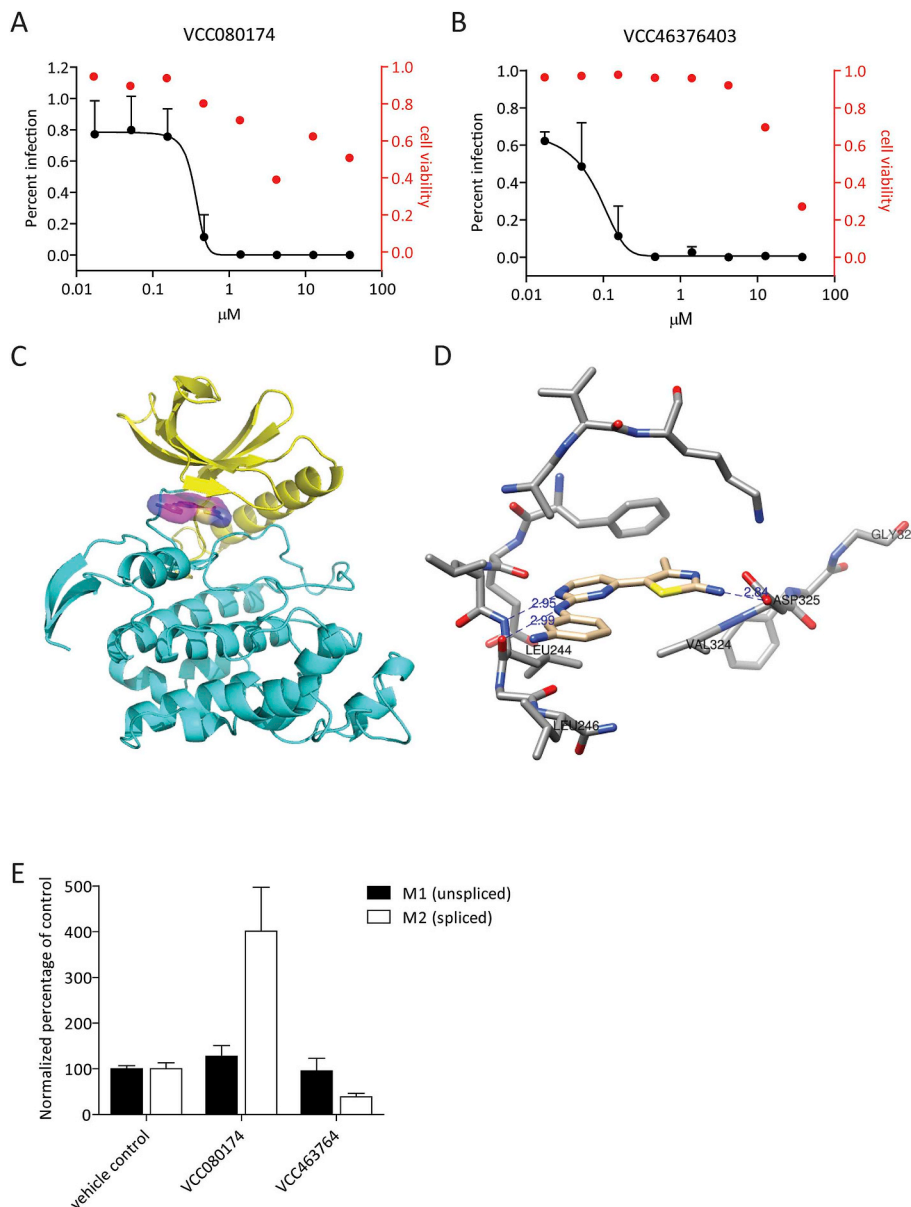 A
VCC080174
1.2
1.0
0.8
0.6
0.4
0.2
0.0
Percent infection
1.0
0.8
0.6
0.4
0.2
0.0
cell viability
0.01
0.1
1
10
100
μM
B
VCC46376403
1.0
0.8
0.6
0.4
0.2
0.0
Percent infection
1.0
0.8
0.6
0.4
0.2
0.0
cell viability
0.01
0.1
1
10
100
μM
C
D
GLY32
2.84
ASP325
2.95
2.99
LEU244
VAL324
LEU246
E
500
400
300
200
100
0
Normalized percentage of control
M1 (unspliced)
M2 (spliced)
vehicle control
VCC080174
VCC463764